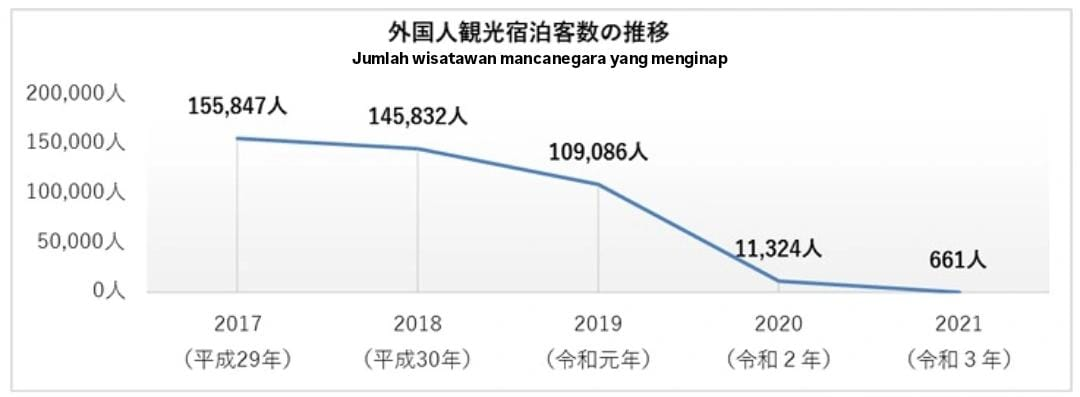 外国人観光宿泊客数の推移
Jumlah wisatawan mancanegara yang menginap
200,000人
150,000人
100,000人
50,000人
0人
155,847人
145,832人
109,086人
11,324人
661人
2017 2018 2019 2020 2021
（平成29年） （平成30年） （令和元年） （令和２年） （令和３年）